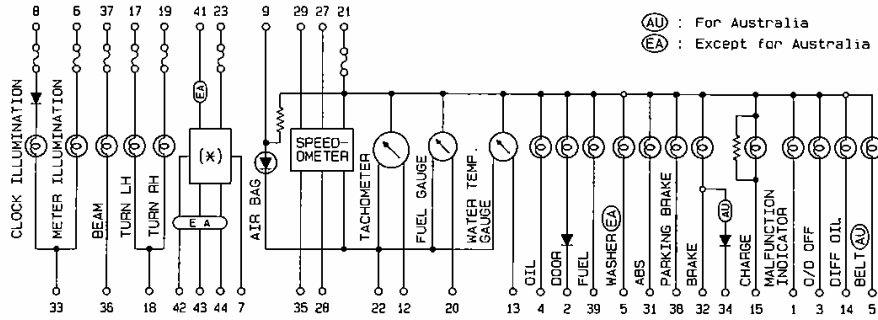 8 6 37 17 19 41 23 9 29 27 21
AU : For Australia
EA : Except for Australia
EA
CLOCK ILLUMINATION
METER ILLUMINATION
BEAM
TURN LH
TURN RH
(*)
E A
AIR BAG
SPEED-
OMETER
TACHOMETER
FUEL GAUGE
WATER TEMP.
GAUGE
OIL
DOOR
FUEL
WASHER EA
ABS
PARKING BRAKE
BRAKE
AU
CHARGE
MALFUNCTION
INDICATOR
O/D OFF
DIFF OIL
BELT AU
33 36 18 42 43 44 7 35 28 22 12 20 13 4 2 39 5 31 38 32 34 15 1 3 14 5